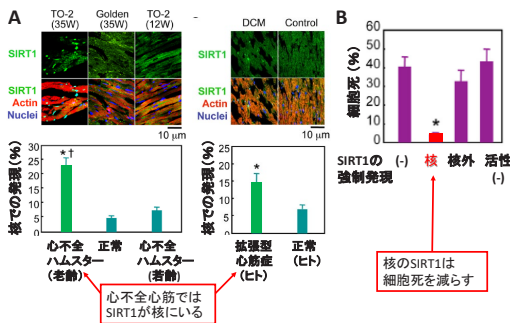 A
TO-2
(35W)
Golden
(35W)
TO-2
(12W)
SIRT1
SIRT1
Actin
Nuclei
10 μm
核での発現(%)
30
25
20
15
10
5
0
*†
心不全
ハムスター
(老齢)
正常
心不全
ハムスター
(若齢)
DCM
Control
SIRT1
SIRT1
Actin
Nuclei
10 μm
核での発現(%)
20
15
10
5
0
*
拡張型
心筋症
(ヒト)
正常
(ヒト)
心不全心筋では
SIRT1が核にいる
B
細胞死(%)
60
50
40
30
20
10
0
*
SIRT1の
強制発現
(-)
核
核外
活性
(-)
核のSIRT1は
細胞死を減らす